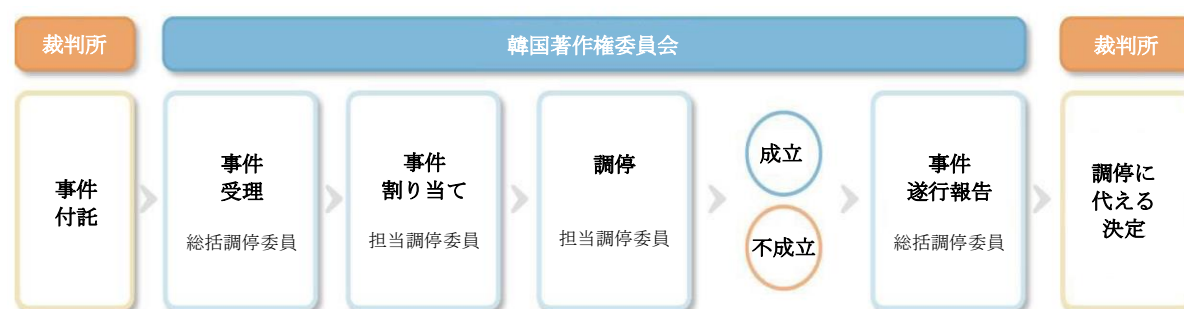 裁判所
韓国著作権委員会
裁判所
事件
付託
事件
受理
総括調停委員
事件
割り当て
担当調停委員
調停
担当調停委員
成立
不成立
事件
遂行報告
総括調停委員
調停に
代える
決定